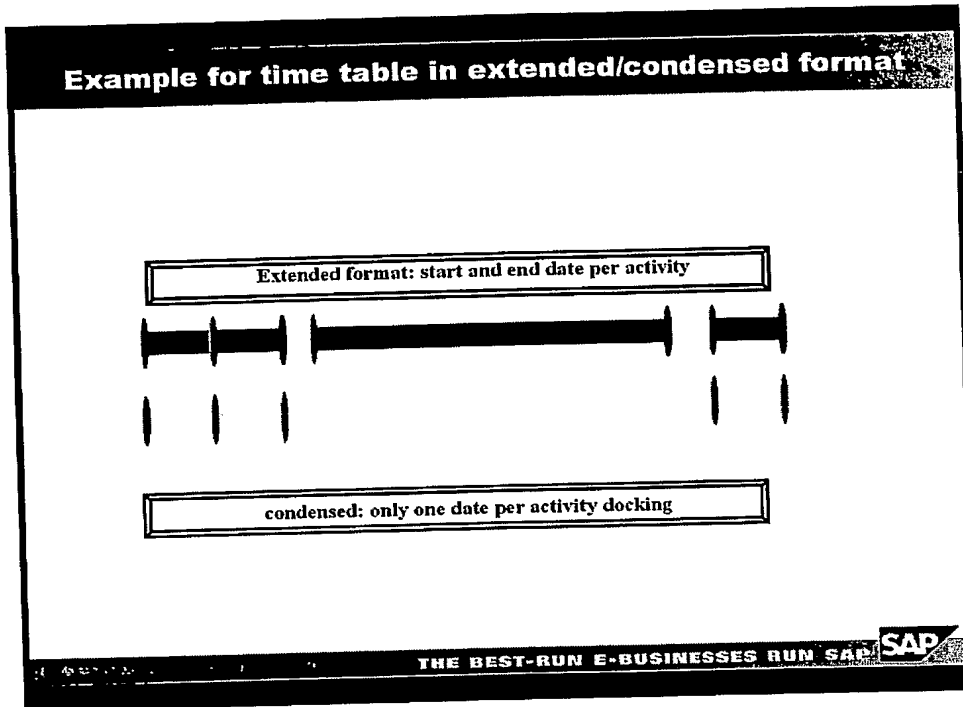 Example for time table in extended/condensed format
Extended format: start and end date per activity
condensed: only one date per activity docking
THE BEST-RUN E-BUSINESSES RUN SAP
SAP